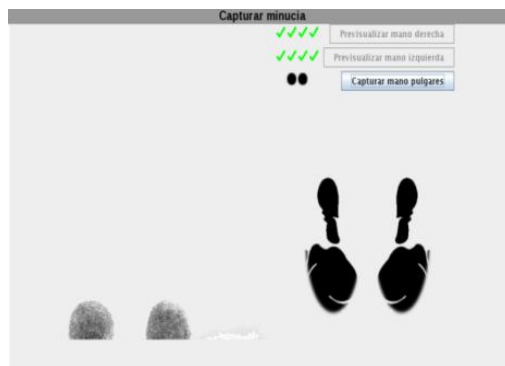 Capturar minucia
Previsualizar mano derecha
Previsualizar mano izquierda
Capturar mano pulgares